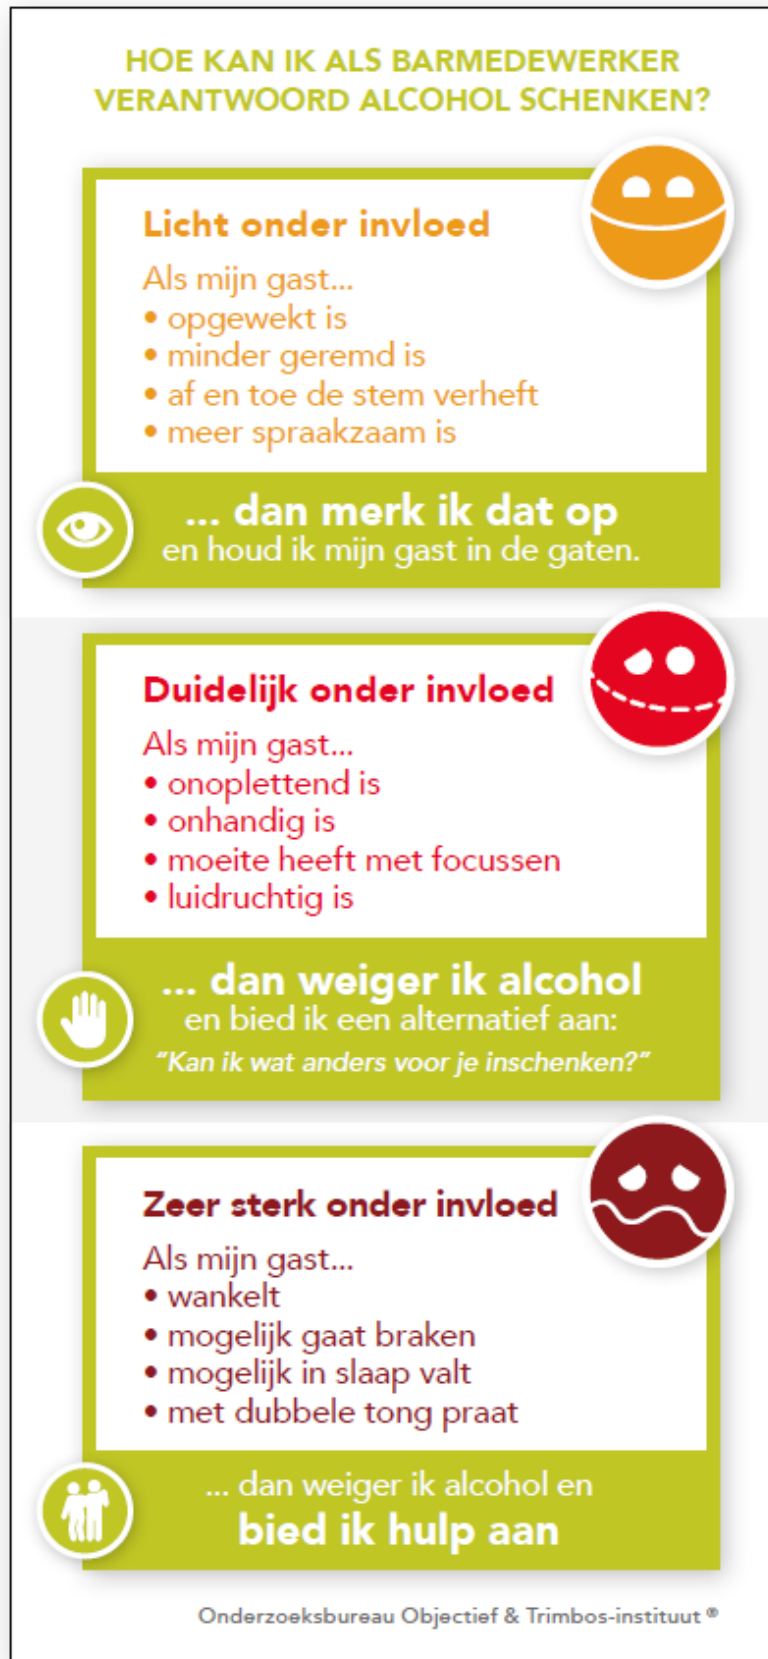 HOE KAN IK ALS BARMEDEWERKER
VERANTWOORD ALCOHOL SCHENKEN?
Licht onder invloed
Als mijn gast...
• opgewekt is
• minder geremd is
• af en toe de stem verheft
• meer spraakzaam is
... dan merk ik dat op
en houd ik mijn gast in de gaten.
Duidelijk onder invloed
Als mijn gast...
• onoplettend is
• onhandig is
• moeite heeft met focussen
• luidruchtig is
... dan weiger ik alcohol
en bied ik een alternatief aan:
"Kan ik wat anders voor je inschenken?"
Zeer sterk onder invloed
Als mijn gast...
• wankelt
• mogelijk gaat braken
• mogelijk in slaap valt
• met dubbele tong praat
... dan weiger ik alcohol en
bied ik hulp aan
Onderzoeksbureau Objectief & Trimbos-instituut ®